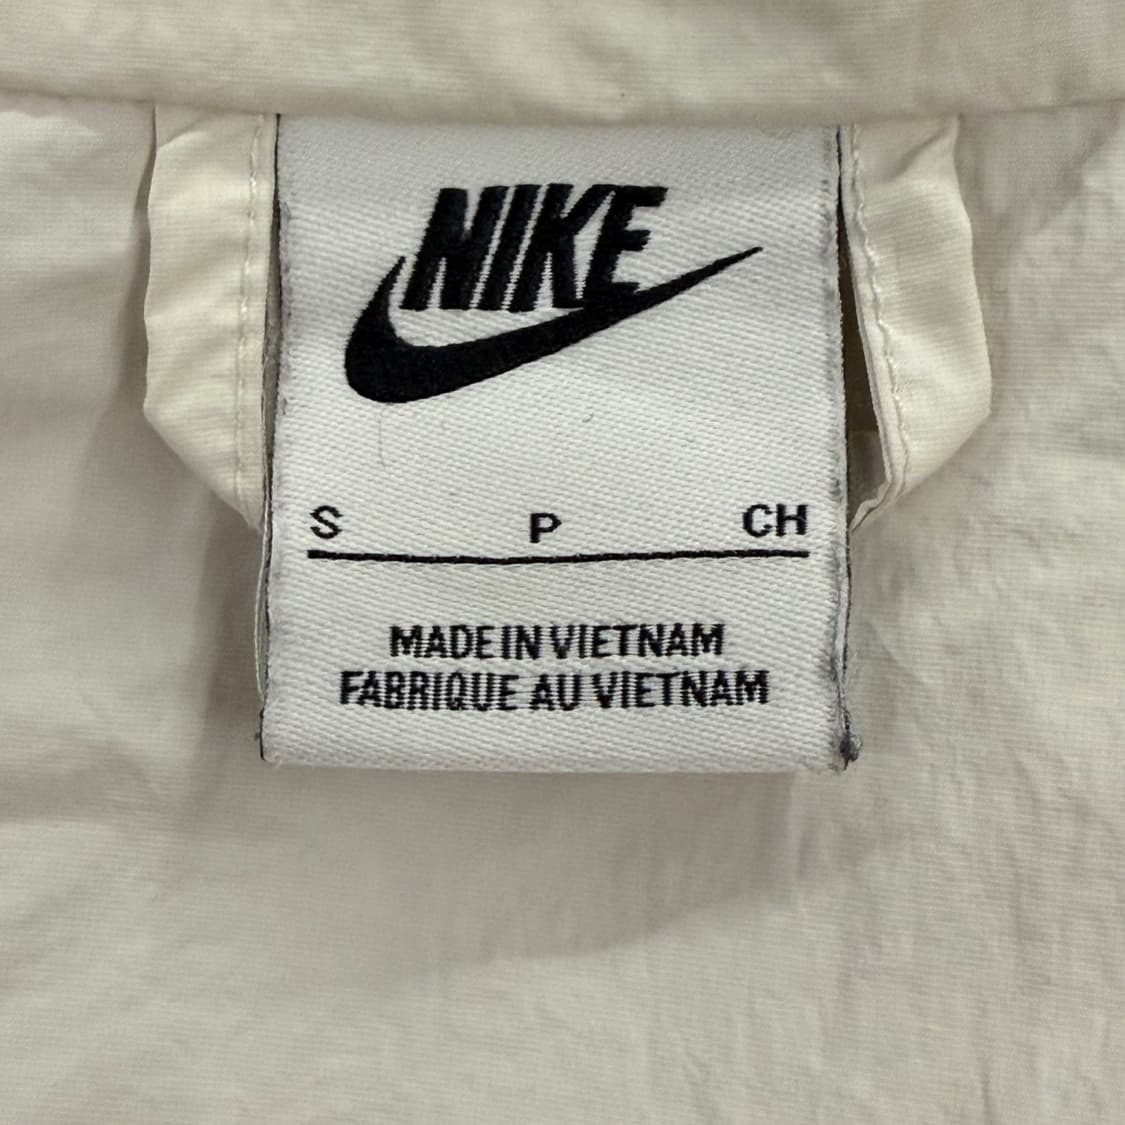 NIKE
S P CH
MADE IN VIETNAM
FABRIQUE AU VIETNAM